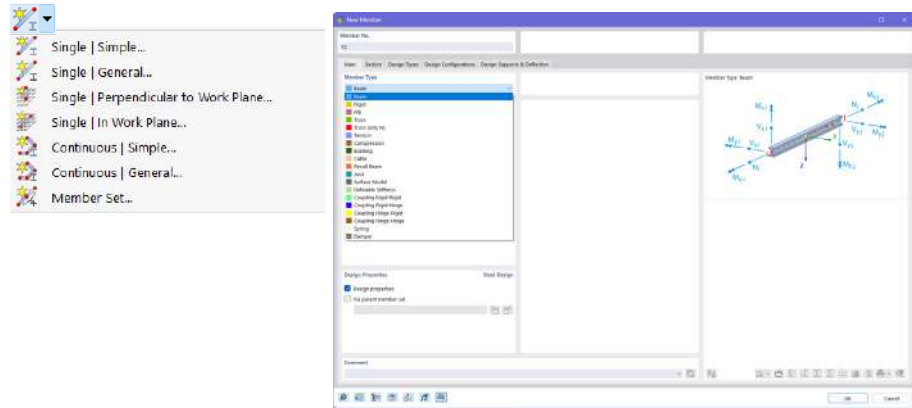 Single | Simple...
Single | General...
Single | Perpendicular to Work Plane...
Single | In Work Plane...
Continuous | Simple...
Continuous | General...
Member Set...
New Member
Member No.
Main Section Design Types Design Configurations Design Supports & Deflection
Member Type
Beam
Beam
Rigid
Rib
Truss
Truss (only N)
Tension
Compression
Buckling
Cable
Result Beam
Joist
Surface Model
Definable Stiffness
Coupling Rigid-Rigid
Coupling Rigid-Hinge
Coupling Hinge-Rigid
Coupling Hinge-Hinge
Spring
Damper
Design Properties Steel Design
Design properties
Via parent member set
Comment
Member Type 'Beam'
OK Cancel